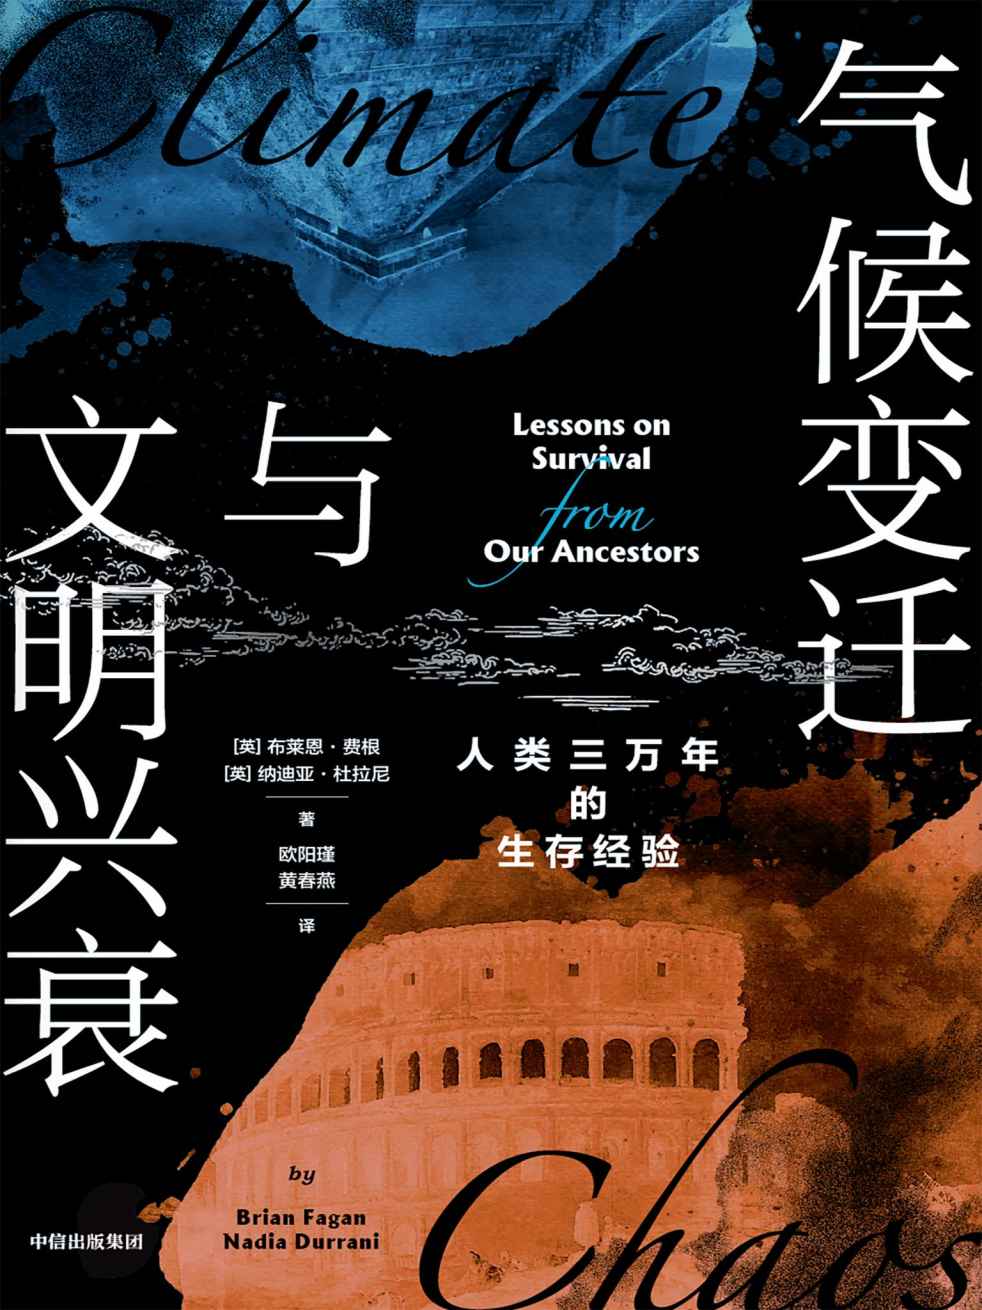 Climate
气候变迁
与
文明兴衰
Lessons on
Survival
from
Our Ancestors
人类三万年
的
生存经验
[英] 布莱恩·费根
[英] 纳迪亚·杜拉尼
著
欧阳瑾
黄春燕
译
by
Brian Fagan
Nadia Durrani
中信出版集团
Chaos